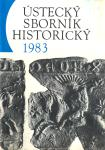 ÚSTECKÝ
SBORNÍK
HISTORICKÝ
1983